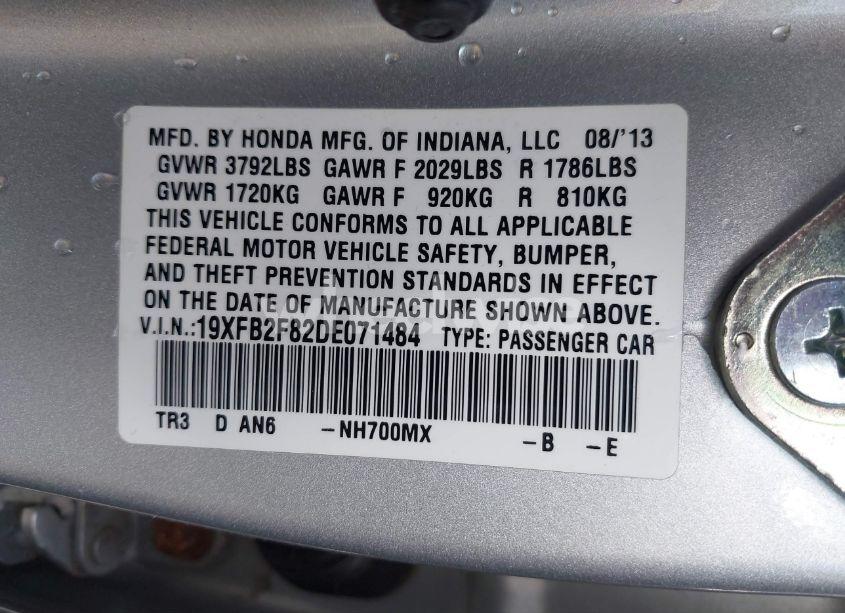 MFD. BY HONDA MFG. OF INDIANA, LLC 08/'13
GVWR 3792LBS GAWR F 2029LBS R 1786LBS
GVWR 1720KG GAWR F 920KG R 810KG
THIS VEHICLE CONFORMS TO ALL APPLICABLE
FEDERAL MOTOR VEHICLE SAFETY, BUMPER,
AND THEFT PREVENTION STANDARDS IN EFFECT
ON THE DATE OF MANUFACTURE SHOWN ABOVE.
V.I.N.:19XFB2F82DE071484 TYPE: PASSENGER CAR
TR3 D AN6 -NH700MX -B -E